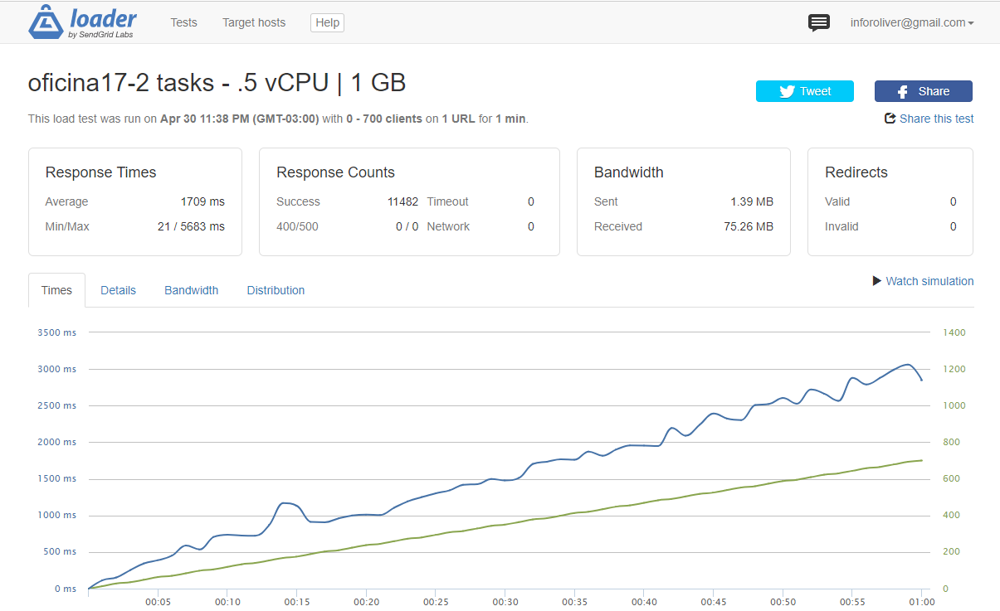 loader
by SendGrid Labs
Tests Target hosts Help inforoliver@gmail.com
oficina17-2 tasks - .5 vCPU | 1 GB
Tweet Share
This load test was run on Apr 30 11:38 PM (GMT-03:00) with 0 - 700 clients on 1 URL for 1 min.
Share this test
Response Times
Average 1709 ms
Min/Max 21 / 5683 ms
Response Counts
Success 11482 Timeout 0
400/500 0 / 0 Network 0
Bandwidth
Sent 1.39 MB
Received 75.26 MB
Redirects
Valid 0
Invalid 0
Times Details Bandwidth Distribution
Watch simulation
3500 ms 1400
3000 ms 1200
2500 ms 1000
2000 ms 800
1500 ms 600
1000 ms 400
500 ms 200
0 ms 0
00:05 00:10 00:15 00:20 00:25 00:30 00:35 00:40 00:45 00:50 00:55 01:00